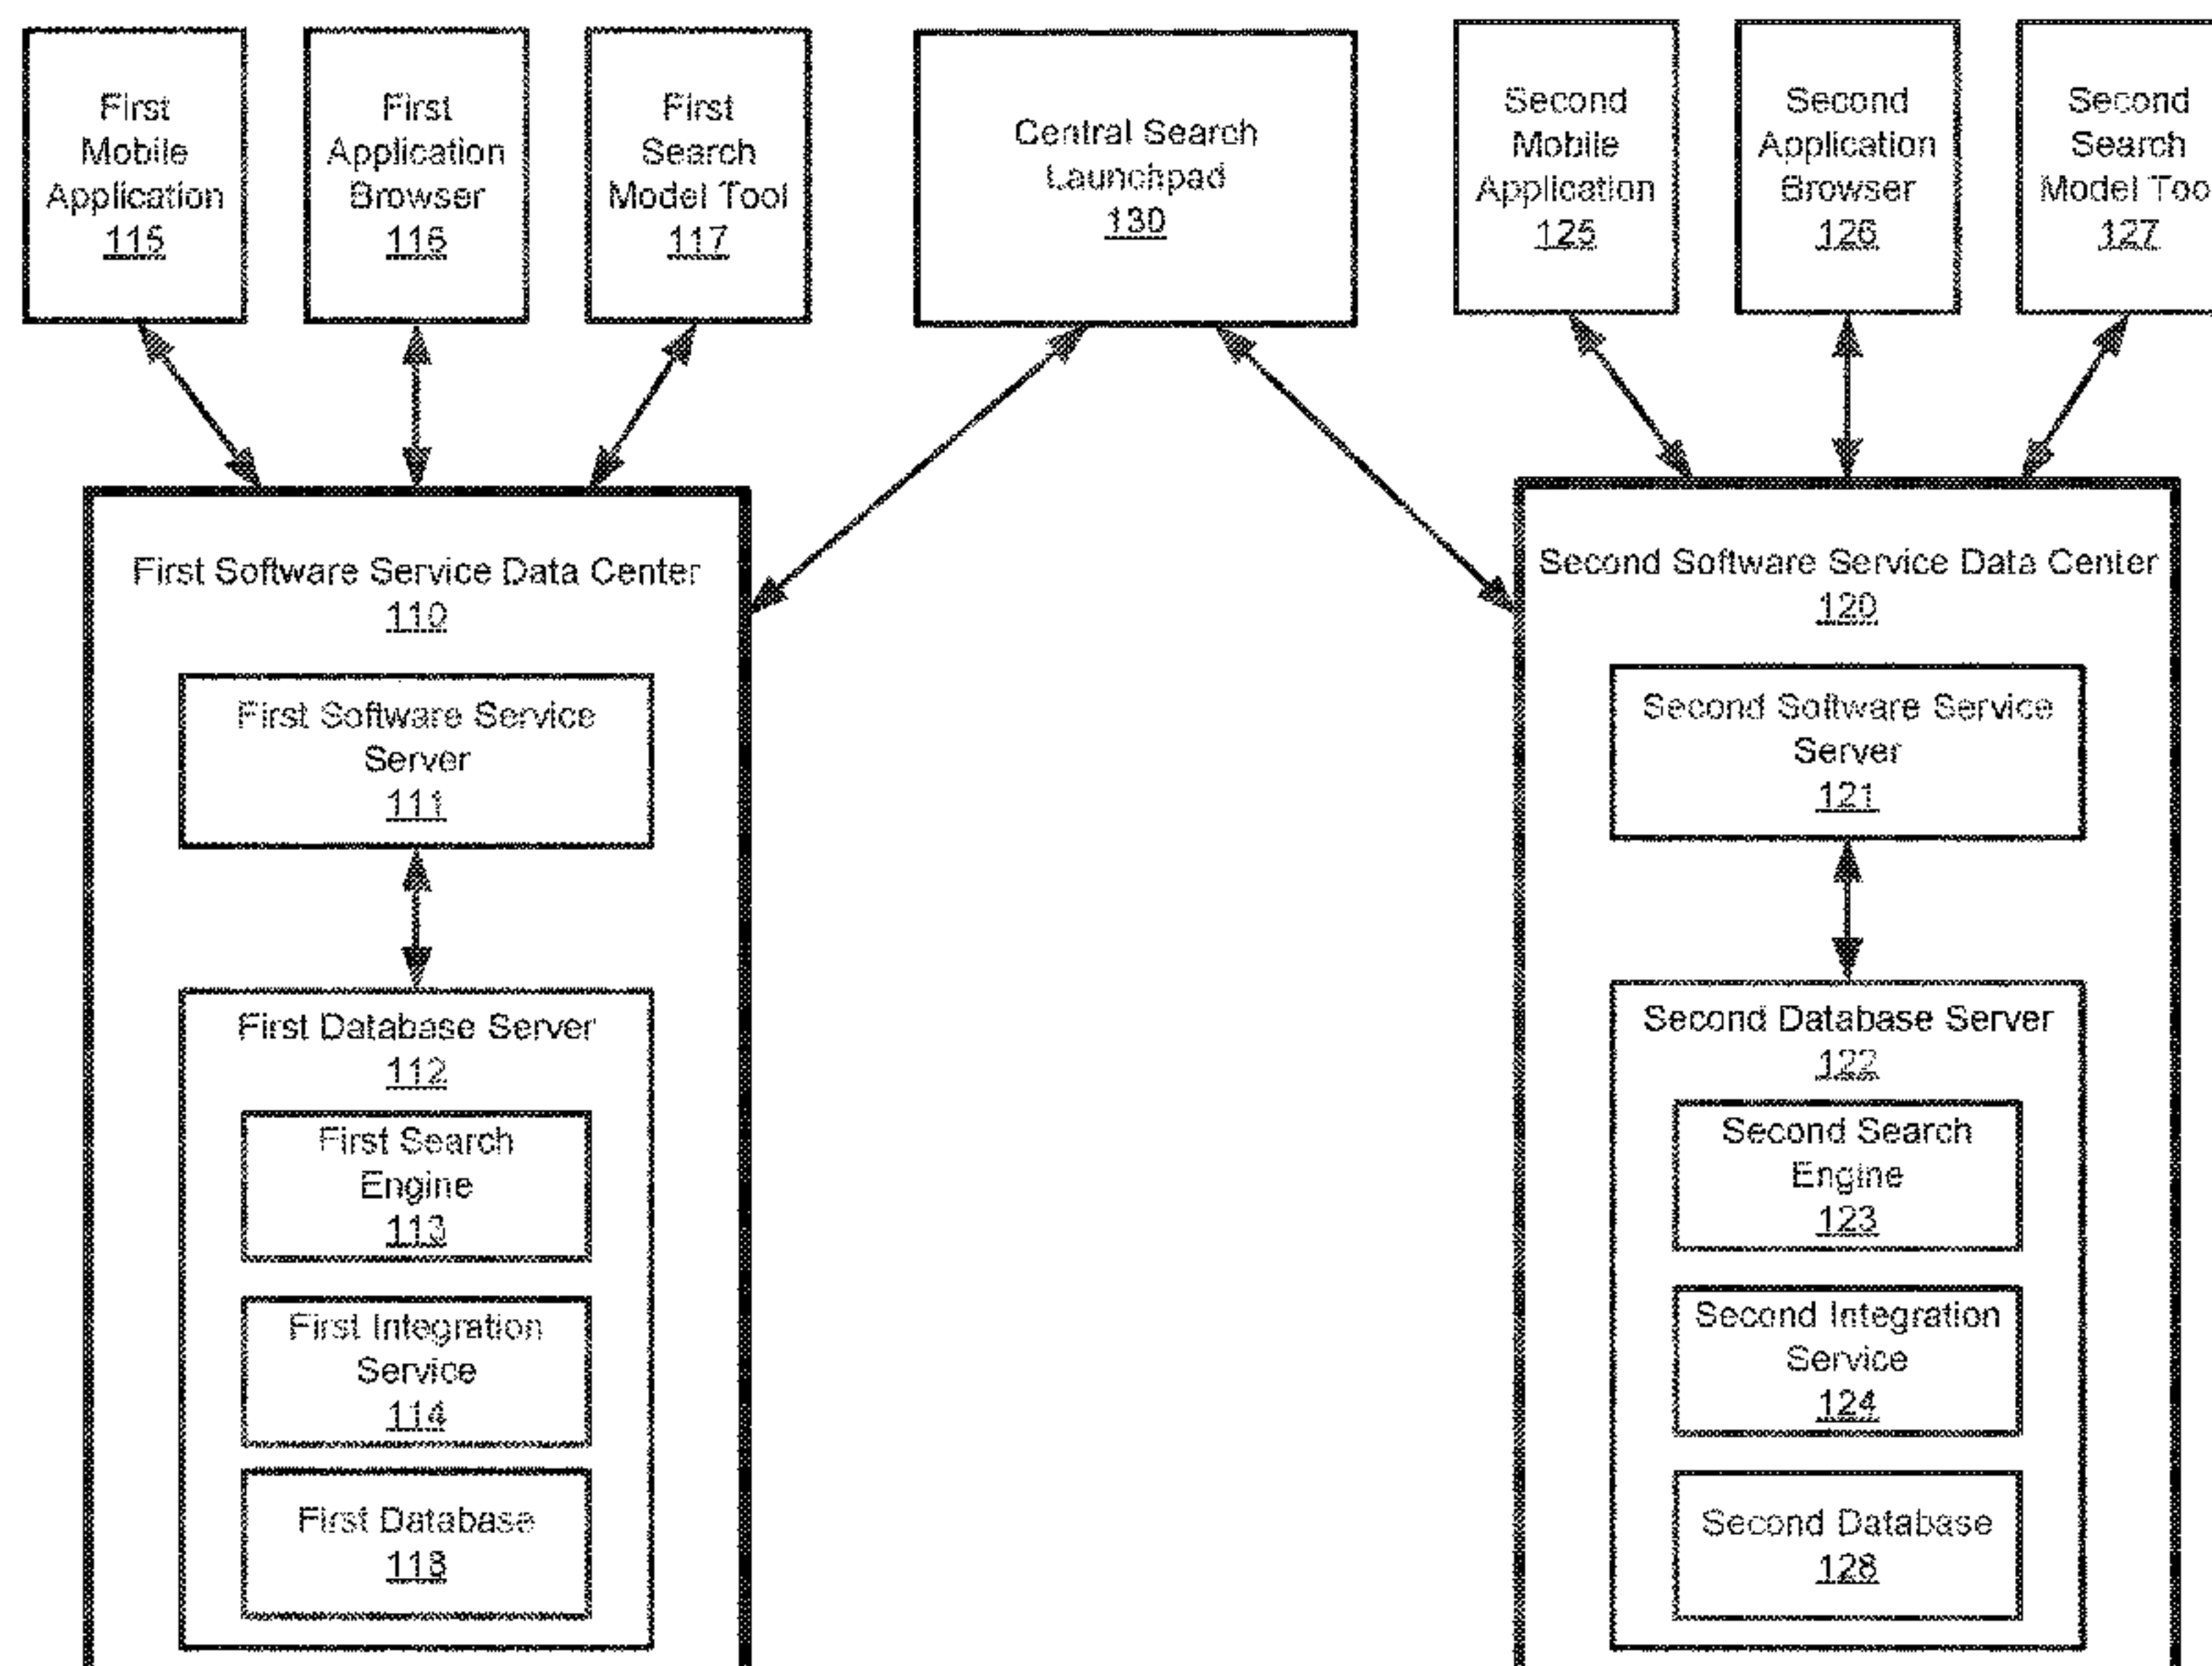 First
Mobile
Application
115
First
Application
Browser
116
First
Search
Model Tool
117
Central Search
Launchpad
130
Second
Mobile
Application
125
Second
Application
Browser
126
Second
Search
Model Tool
127
First Software Service Data Center
110
First Software Service
Server
111
First Database Server
112
First Search
Engine
113
First Integration
Service
114
First Database
118
Second Software Service Data Center
120
Second Software Service
Server
121
Second Database Server
122
Second Search
Engine
123
Second Integration
Service
124
Second Database
128